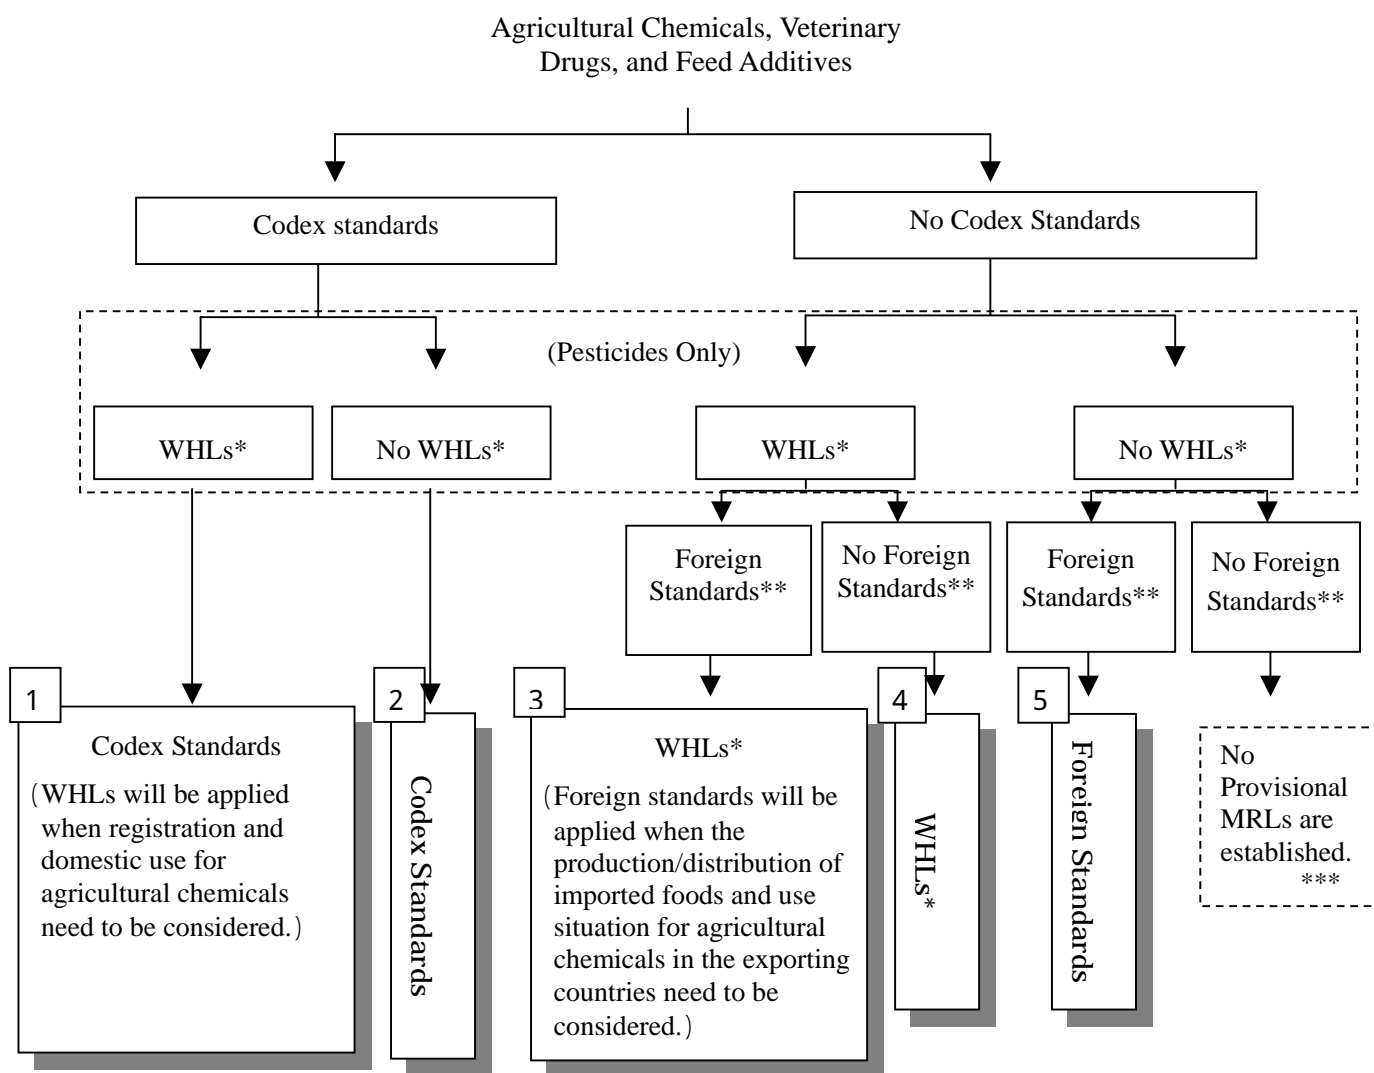 Agricultural Chemicals, Veterinary
Drugs, and Feed Additives
Codex standards
No Codex Standards
(Pesticides Only)
WHLs*
No WHLs*
WHLs*
No WHLs*
Foreign
Standards**
No Foreign
Standards**
Foreign
Standards**
No Foreign
Standards**
1
Codex Standards
(WHLs will be applied
when registration and
domestic use for
agricultural chemicals
need to be considered.)
2
Codex Standards
3
WHLs*
(Foreign standards will be
applied when the
production/distribution of
imported foods and use
situation for agricultural
chemicals in the exporting
countries need to be
considered.)
4
WHLs*
5
Foreign Standards
No
Provisional
MRLs are
established.
***